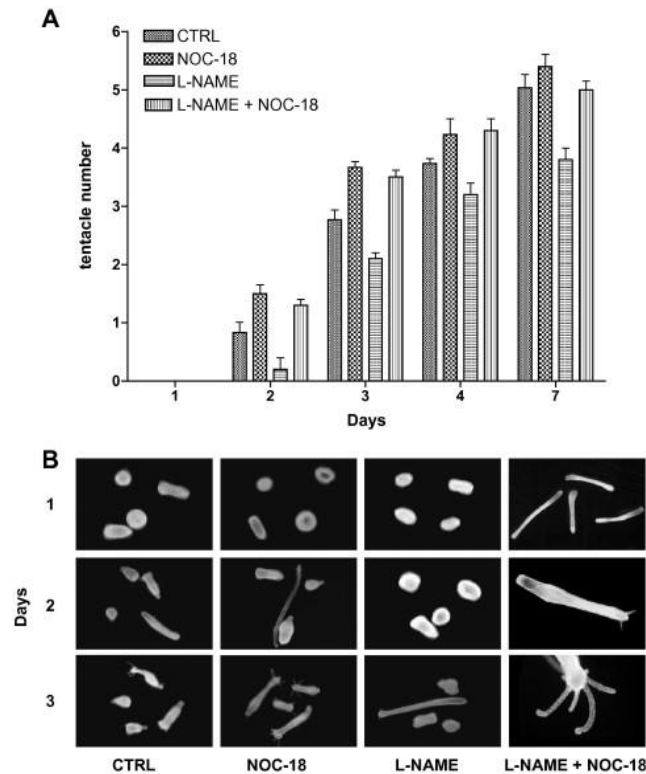 A
6
CTRL
NOC-18
5
L-NAME
L-NAME + NOC-18
4
tentacle number
3
2
1
0
1 2 3 4 7
Days
B
1
Days
2
3
CTRL NOC-18 L-NAME L-NAME + NOC-18